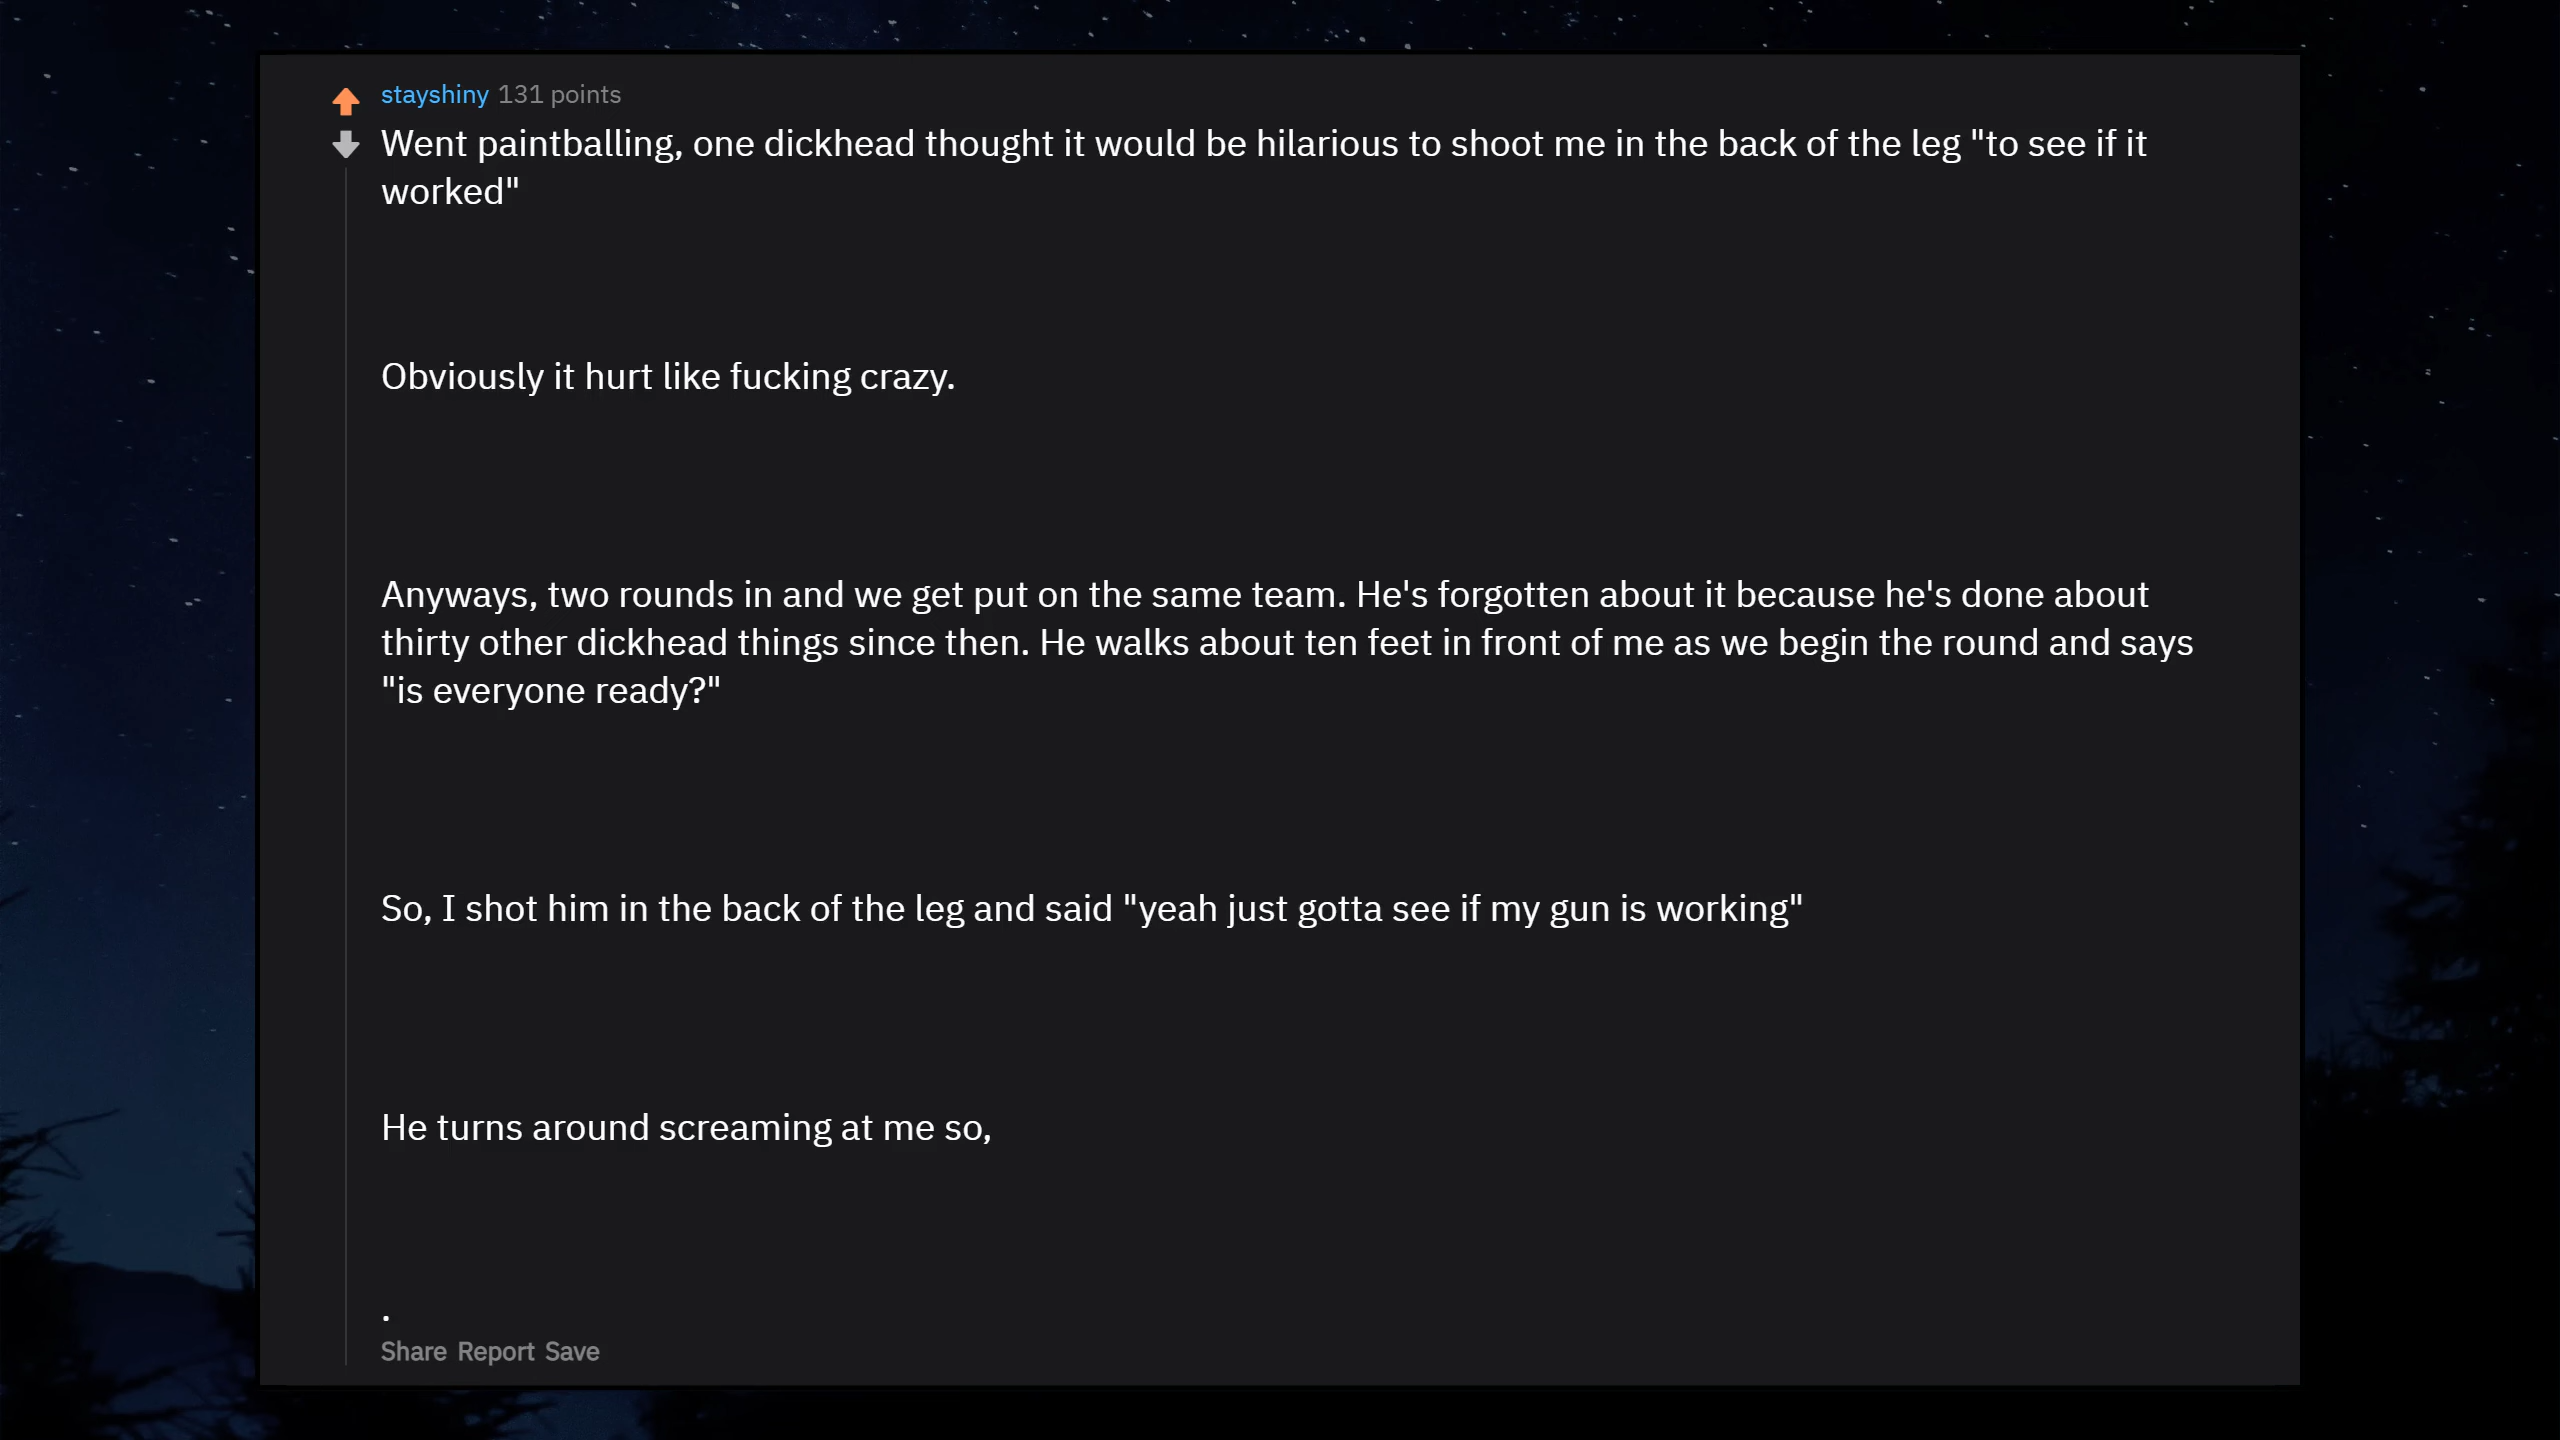 stayshiny 131 points
Went paintballing, one dickhead thought it would be hilarious to shoot me in the back of the leg "to see if it
worked"
Obviously it hurt like fucking crazy.
Anyways, two rounds in and we get put on the same team. He's forgotten about it because he's done about
thirty other dickhead things since then. He walks about ten feet in front of me as we begin the round and says
"is everyone ready?"
So, I shot him in the back of the leg and said "yeah just gotta see if my gun is working"
He turns around screaming at me so,
.
Share Report Save